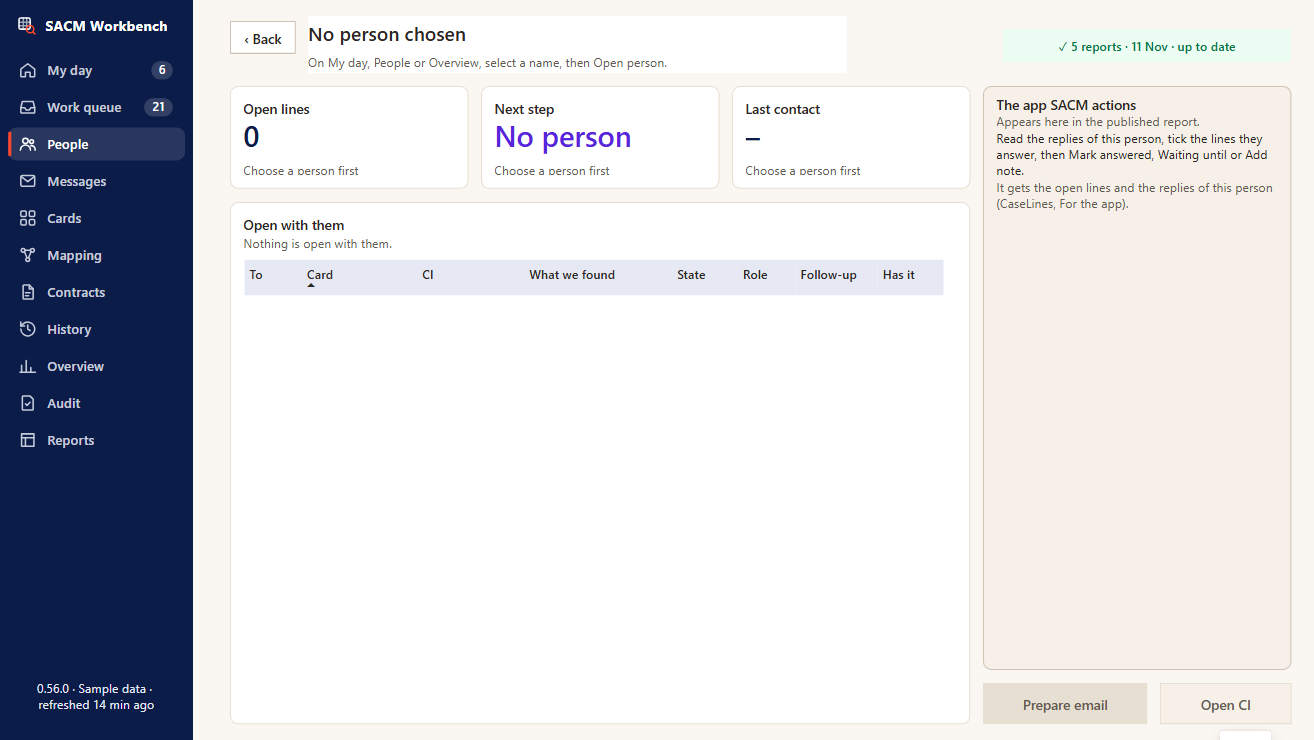 SACM Workbench
My day 6
Work queue 21
People
Messages
Cards
Mapping
Contracts
History
Overview
Audit
Reports
0.56.0 · Sample data ·
refreshed 14 min ago
‹ Back
No person chosen
On My day, People or Overview, select a name, then Open person.
✓ 5 reports · 11 Nov · up to date
Open lines
0
Choose a person first
Next step
No person
Choose a person first
Last contact
–
Choose a person first
Open with them
Nothing is open with them.
To Card CI What we found State Role Follow-up Has it
The app SACM actions
Appears here in the published report.
Read the replies of this person, tick the lines they
answer, then Mark answered, Waiting until or Add
note.
It gets the open lines and the replies of this person
(CaseLines, For the app).
Prepare email
Open CI